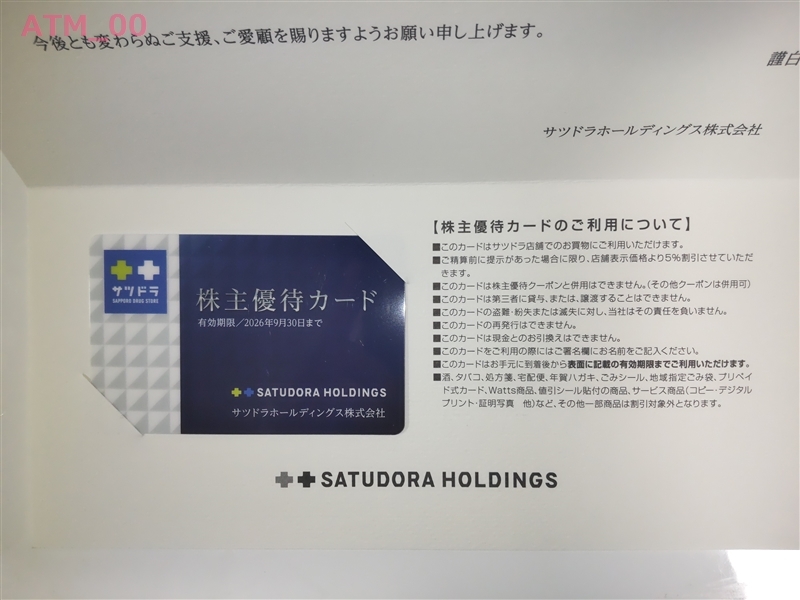 ATM_00
今後とも変わらぬご支援、ご愛顧を賜りますようお願い申し上げます。
謹白
サツドラホールディングス株式会社
サツドラ
SAPPORO DRUG STORE
株主優待カード
有効期限／2026年9月30日まで
SATUDORA HOLDINGS
サツドラホールディングス株式会社
【株主優待カードのご利用について】
■このカードはサツドラ店舗でのお買物にご利用いただけます。
■ご精算前に提示があった場合に限り、店舗表示価格より5%割引させていただ
きます。
■このカードは株主優待クーポンと併用はできません。（その他クーポンは併用可）
■このカードは第三者に貸与、または、譲渡することはできません。
■このカードの盗難・紛失または滅失に対し、当社はその責任を負いません。
■このカードの再発行はできません。
■このカードは現金とのお引換えはできません。
■このカードをご利用の際にはご署名欄にお名前をご記入ください。
■このカードはお手元に到着後から表面に記載の有効期限までご利用いただけます。
■酒、タバコ、処方箋、宅配便、年賀ハガキ、ごみシール、地域指定ごみ袋、プリペイ
ド式カード、Watts商品、値引シール貼付の商品、サービス商品（コピー・デジタル
プリント・証明写真　他）など、その他一部商品は割引対象外となります。
SATUDORA HOLDINGS